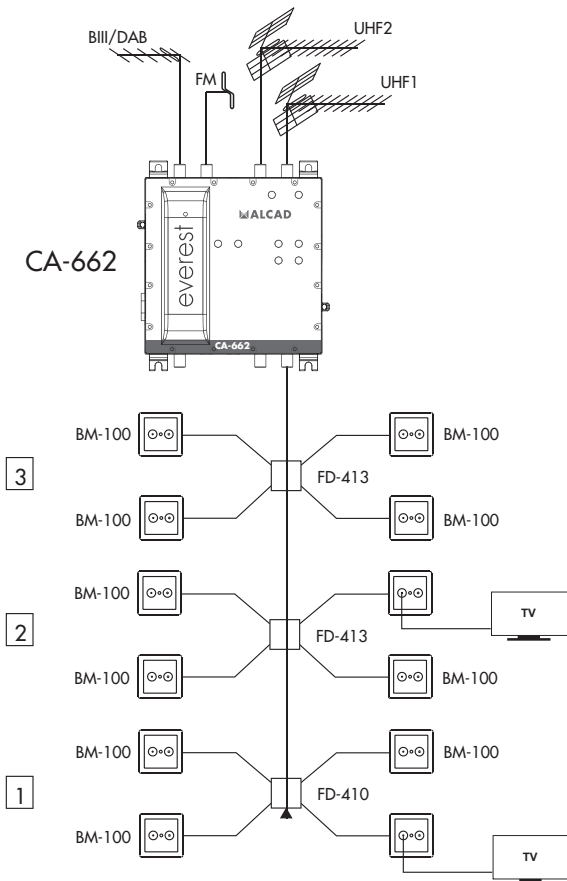 UHF2
BIII/DAB
FM
UHF1
ALCAD
everest
CA-662
CA-662
BM-100
BM-100
3
FD-413
BM-100
BM-100
BM-100
TV
2
FD-413
BM-100
BM-100
BM-100
BM-100
1
FD-410
BM-100
TV